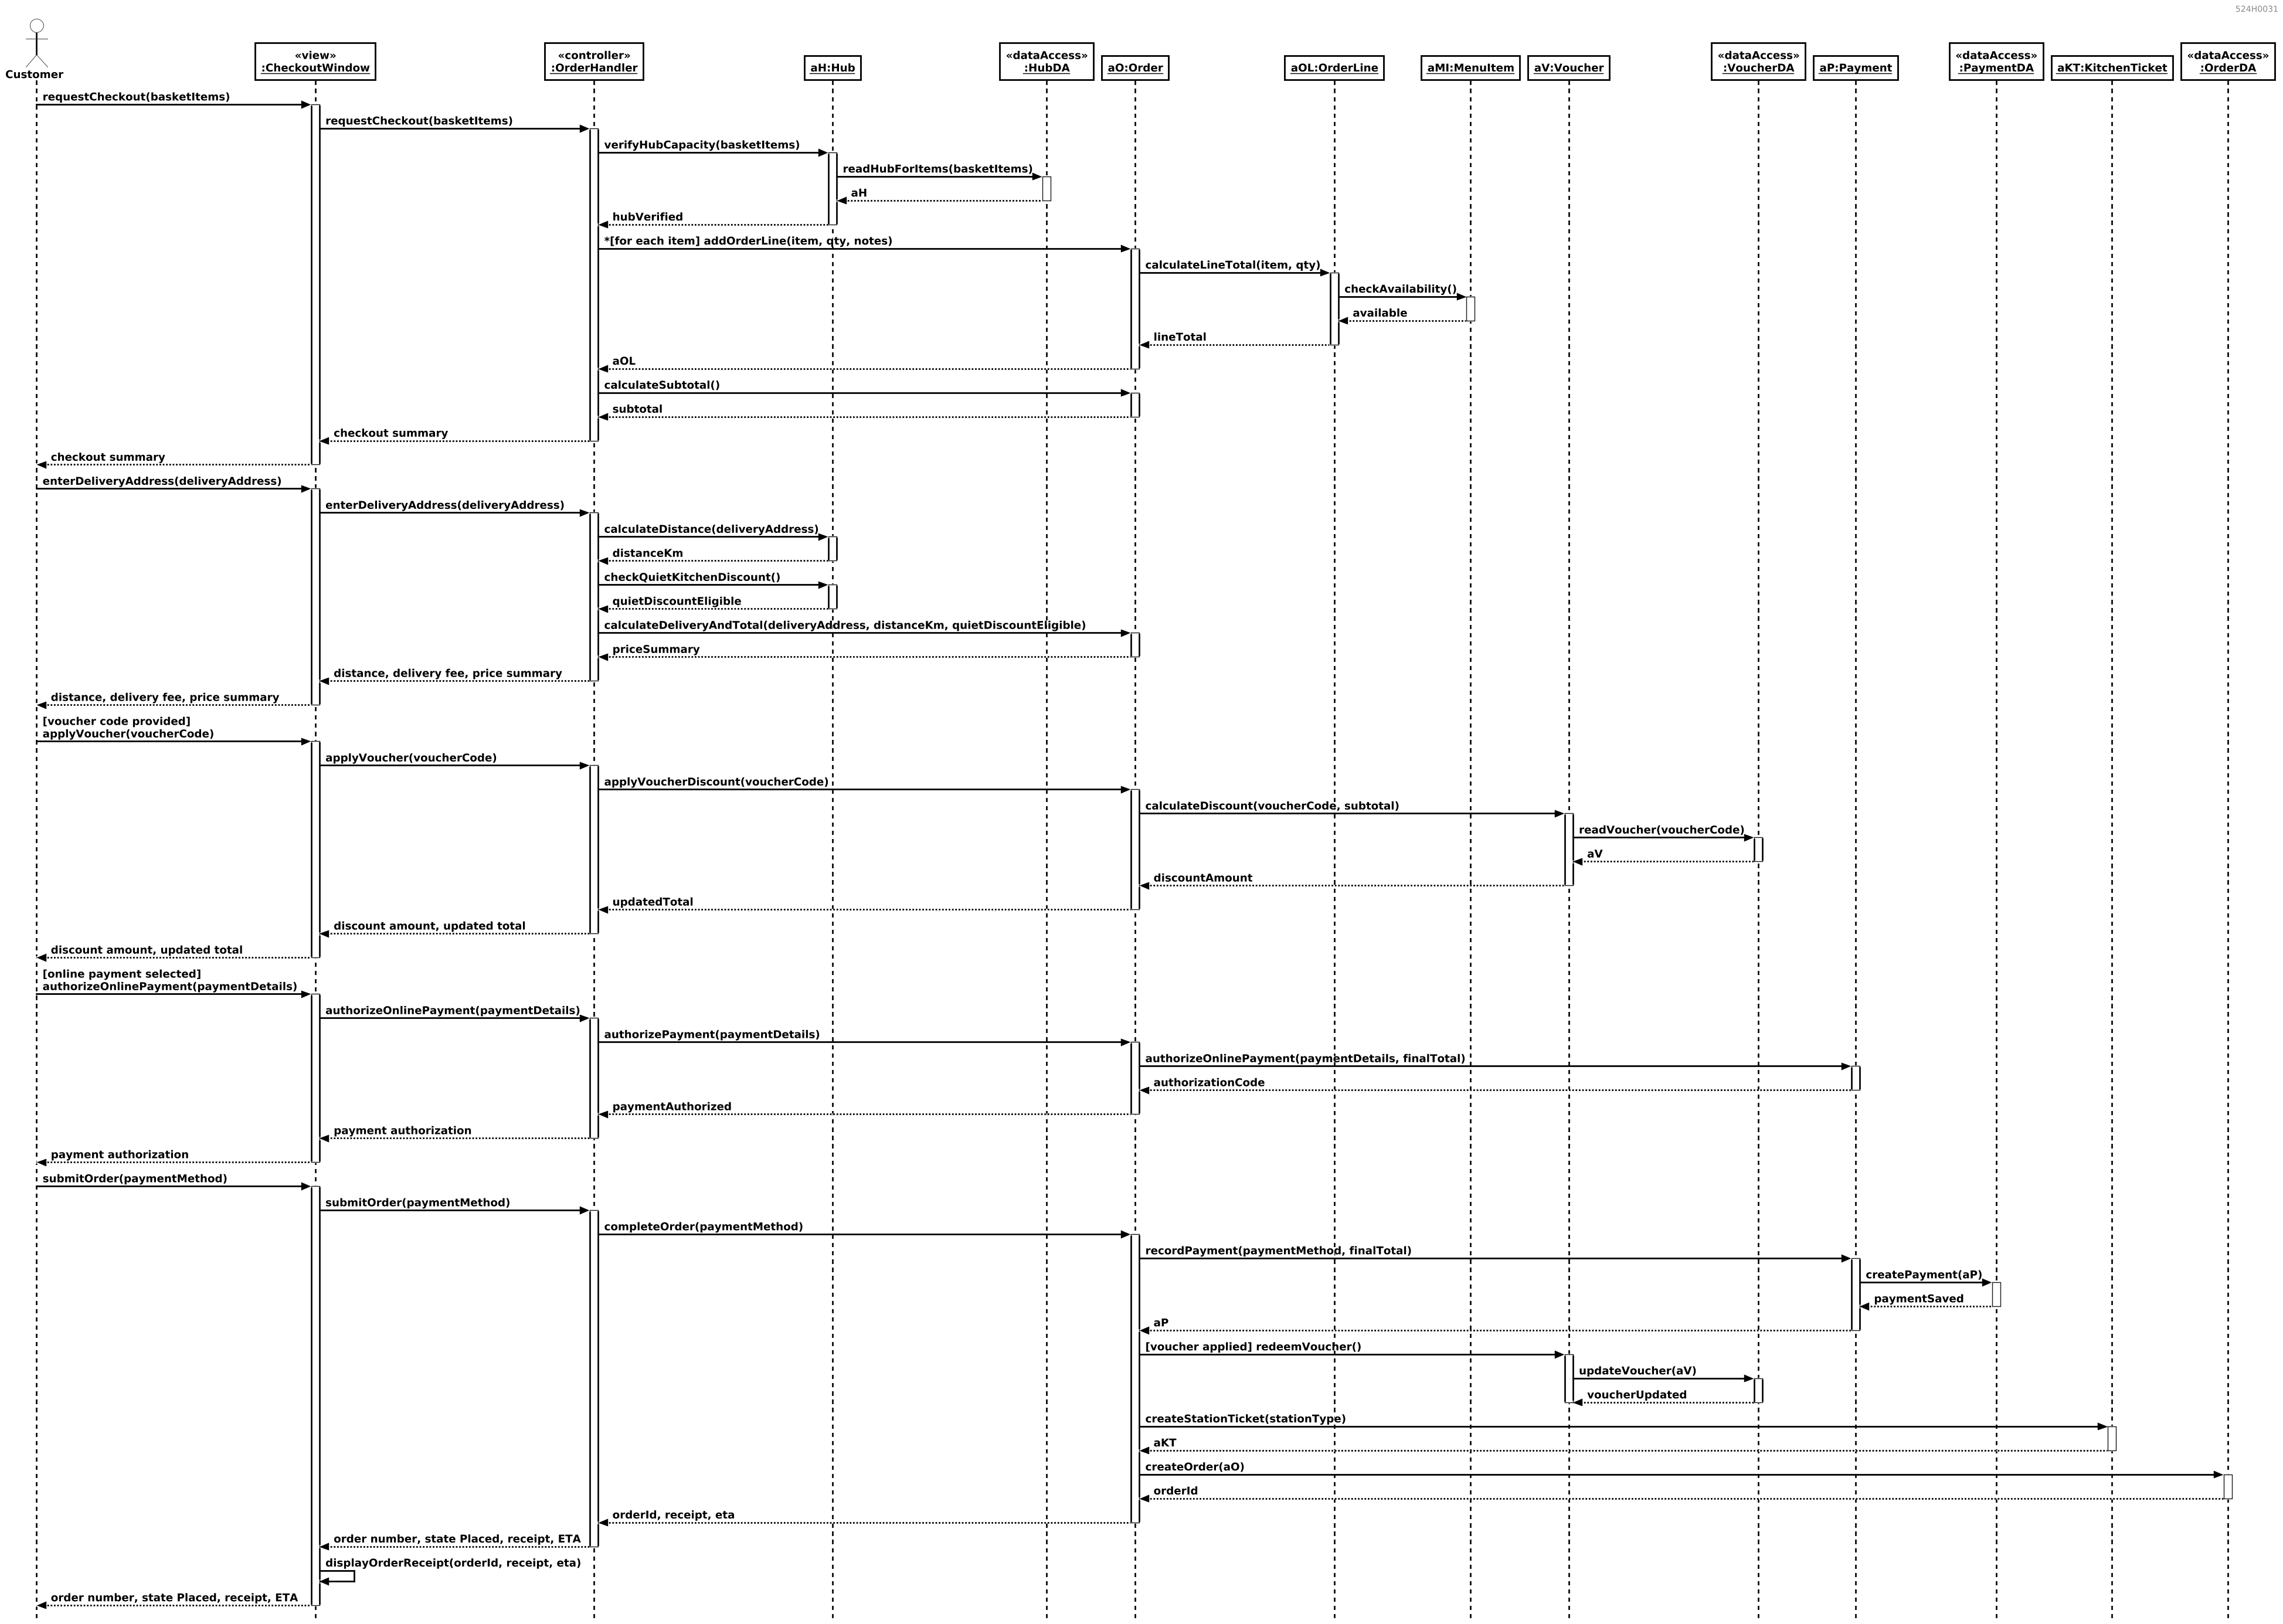 524H0031
Customer
«view»
:CheckoutWindow
«controller»
:OrderHandler
aH:Hub
«dataAccess»
:HubDA
aO:Order
aOL:OrderLine
aMI:MenuItem
aV:Voucher
«dataAccess»
:VoucherDA
aP:Payment
«dataAccess»
:PaymentDA
aKT:KitchenTicket
«dataAccess»
:OrderDA
requestCheckout(basketItems)
requestCheckout(basketItems)
verifyHubCapacity(basketItems)
readHubForItems(basketItems)
aH
hubVerified
*[for each item] addOrderLine(item, qty, notes)
calculateLineTotal(item, qty)
checkAvailability()
available
lineTotal
aOL
calculateSubtotal()
subtotal
checkout summary
checkout summary
enterDeliveryAddress(deliveryAddress)
enterDeliveryAddress(deliveryAddress)
calculateDistance(deliveryAddress)
distanceKm
checkQuietKitchenDiscount()
quietDiscountEligible
calculateDeliveryAndTotal(deliveryAddress, distanceKm, quietDiscountEligible)
priceSummary
distance, delivery fee, price summary
distance, delivery fee, price summary
[voucher code provided]
applyVoucher(voucherCode)
applyVoucher(voucherCode)
applyVoucherDiscount(voucherCode)
calculateDiscount(voucherCode, subtotal)
readVoucher(voucherCode)
aV
discountAmount
updatedTotal
discount amount, updated total
discount amount, updated total
[online payment selected]
authorizeOnlinePayment(paymentDetails)
authorizeOnlinePayment(paymentDetails)
authorizePayment(paymentDetails)
authorizeOnlinePayment(paymentDetails, finalTotal)
authorizationCode
paymentAuthorized
payment authorization
payment authorization
submitOrder(paymentMethod)
submitOrder(paymentMethod)
completeOrder(paymentMethod)
recordPayment(paymentMethod, finalTotal)
createPayment(aP)
paymentSaved
aP
[voucher applied] redeemVoucher()
updateVoucher(aV)
voucherUpdated
createStationTicket(stationType)
aKT
createOrder(aO)
orderId
orderId, receipt, eta
order number, state Placed, receipt, ETA
displayOrderReceipt(orderId, receipt, eta)
order number, state Placed, receipt, ETA